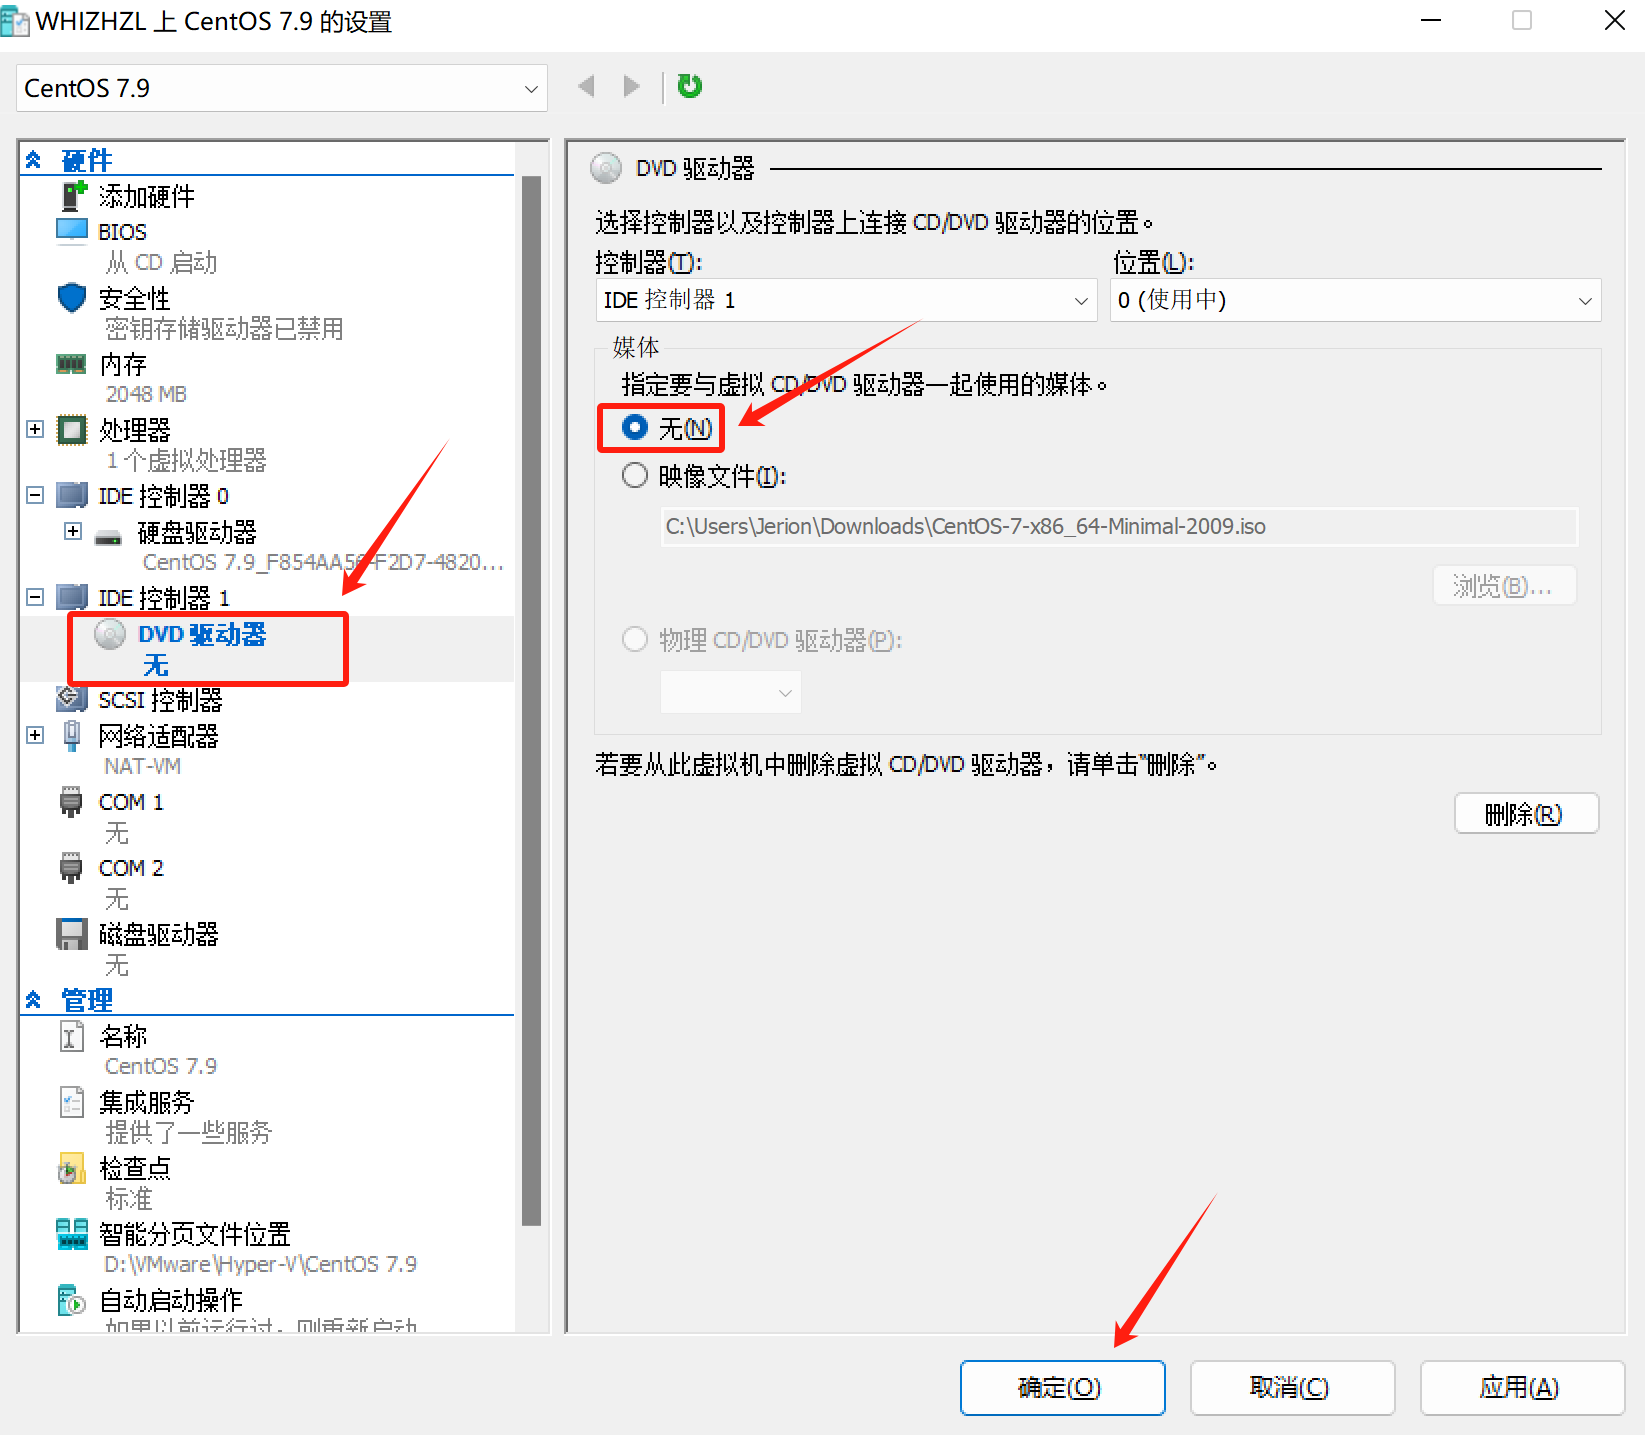 WHIZHZL 上 CentOS 7.9 的设置
CentOS 7.9
硬件
添加硬件
BIOS
从 CD 启动
安全性
密钥存储驱动器已禁用
内存
2048 MB
处理器
1 个虚拟处理器
IDE 控制器 0
硬盘驱动器
CentOS 7.9_F854AA56-F2D7-4820...
IDE 控制器 1
DVD 驱动器
无
SCSI 控制器
网络适配器
NAT-VM
COM 1
无
COM 2
无
磁盘驱动器
无
管理
名称
CentOS 7.9
集成服务
提供了一些服务
检查点
标准
智能分页文件位置
D:\VMware\Hyper-V\CentOS 7.9
自动启动操作
如果以前运行过，则重新启动
DVD 驱动器
选择控制器以及控制器上连接 CD/DVD 驱动器的位置。
控制器(T):
位置(L):
IDE 控制器 1
0 (使用中)
媒体
指定要与虚拟 CD/DVD 驱动器一起使用的媒体。
无(N)
映像文件(I):
C:\Users\Jerion\Downloads\CentOS-7-x86_64-Minimal-2009.iso
浏览(B)...
物理 CD/DVD 驱动器(P):
若要从此虚拟机中删除虚拟 CD/DVD 驱动器，请单击"删除"。
删除(R)
确定(O)
取消(C)
应用(A)